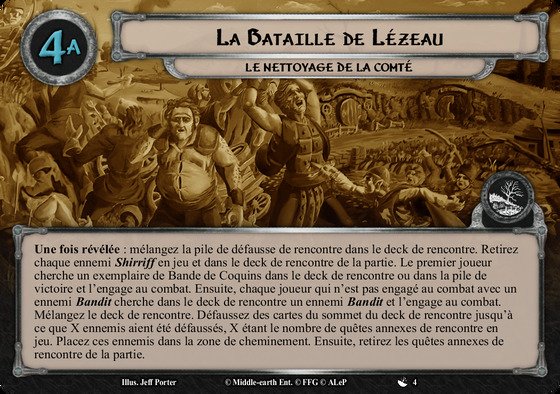 4A
La Bataille de Lézeau
le nettoyage de la comté
Une fois révélée : mélangez la pile de défausse de rencontre dans le deck de rencontre. Retirez
chaque ennemi Shirriff en jeu et dans le deck de rencontre de la partie. Le premier joueur
cherche un exemplaire de Bande de Coquins dans le deck de rencontre ou dans la pile de
victoire et l'engage au combat. Ensuite, chaque joueur qui n'est pas engagé au combat avec un
ennemi Bandit cherche dans le deck de rencontre un ennemi Bandit et l'engage au combat.
Mélangez le deck de rencontre. Défaussez des cartes du sommet du deck de rencontre jusqu'à
ce que X ennemis aient été défaussés, X étant le nombre de quêtes annexes de rencontre en
jeu. Placez ces ennemis dans la zone de cheminement. Ensuite, retirez les quêtes annexes de
rencontre de la partie.
Illus. Jeff Porter
© Middle-earth Ent. © FFG © ALeP
4